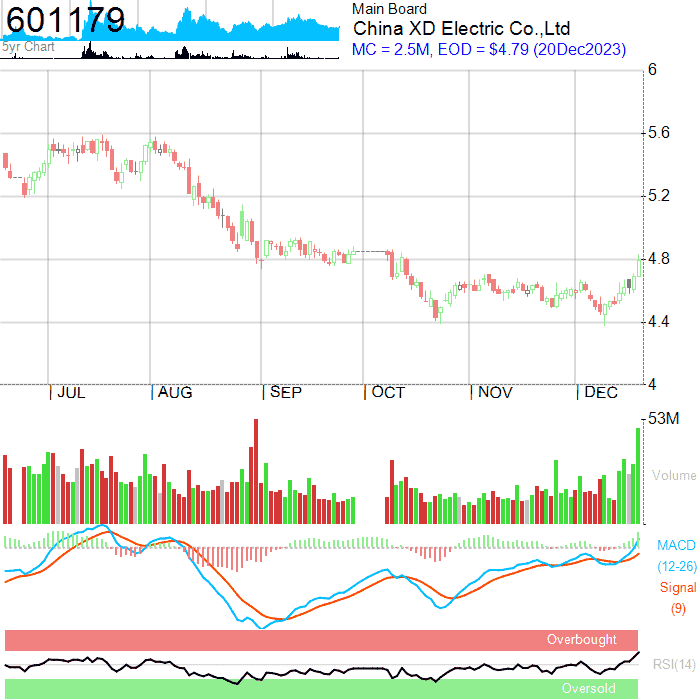 601179
5yr Chart
Main Board
China XD Electric Co.,Ltd
MC = 2.5M, EOD = $4.79 (20Dec2023)
6
5.6
5.2
4.8
4.4
4
JUL
AUG
SEP
OCT
NOV
DEC
53M
Volume
MACD
(12-26)
Signal
(9)
Overbought
RSI(14)
Oversold